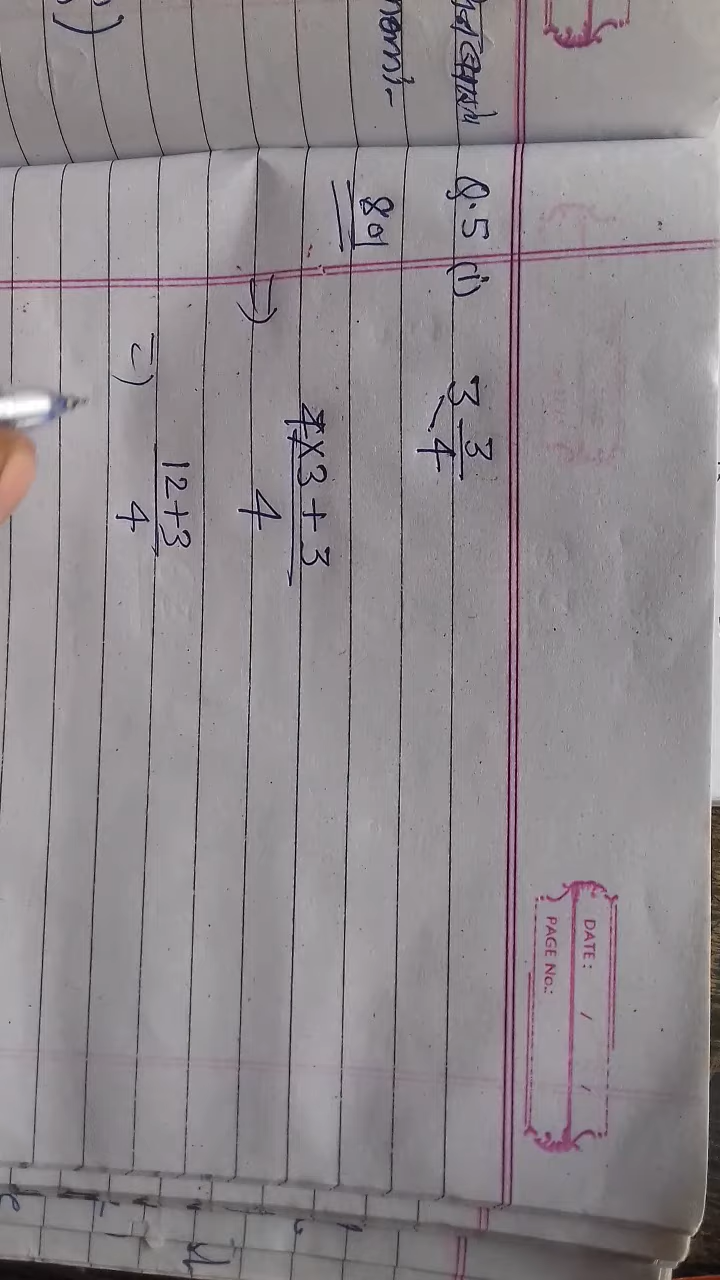 DATE: / /
PAGE NO.:
Q.5 (i) 3 3/4
Sol
⇒ 4×3+3/4
⇒ 12+3/4